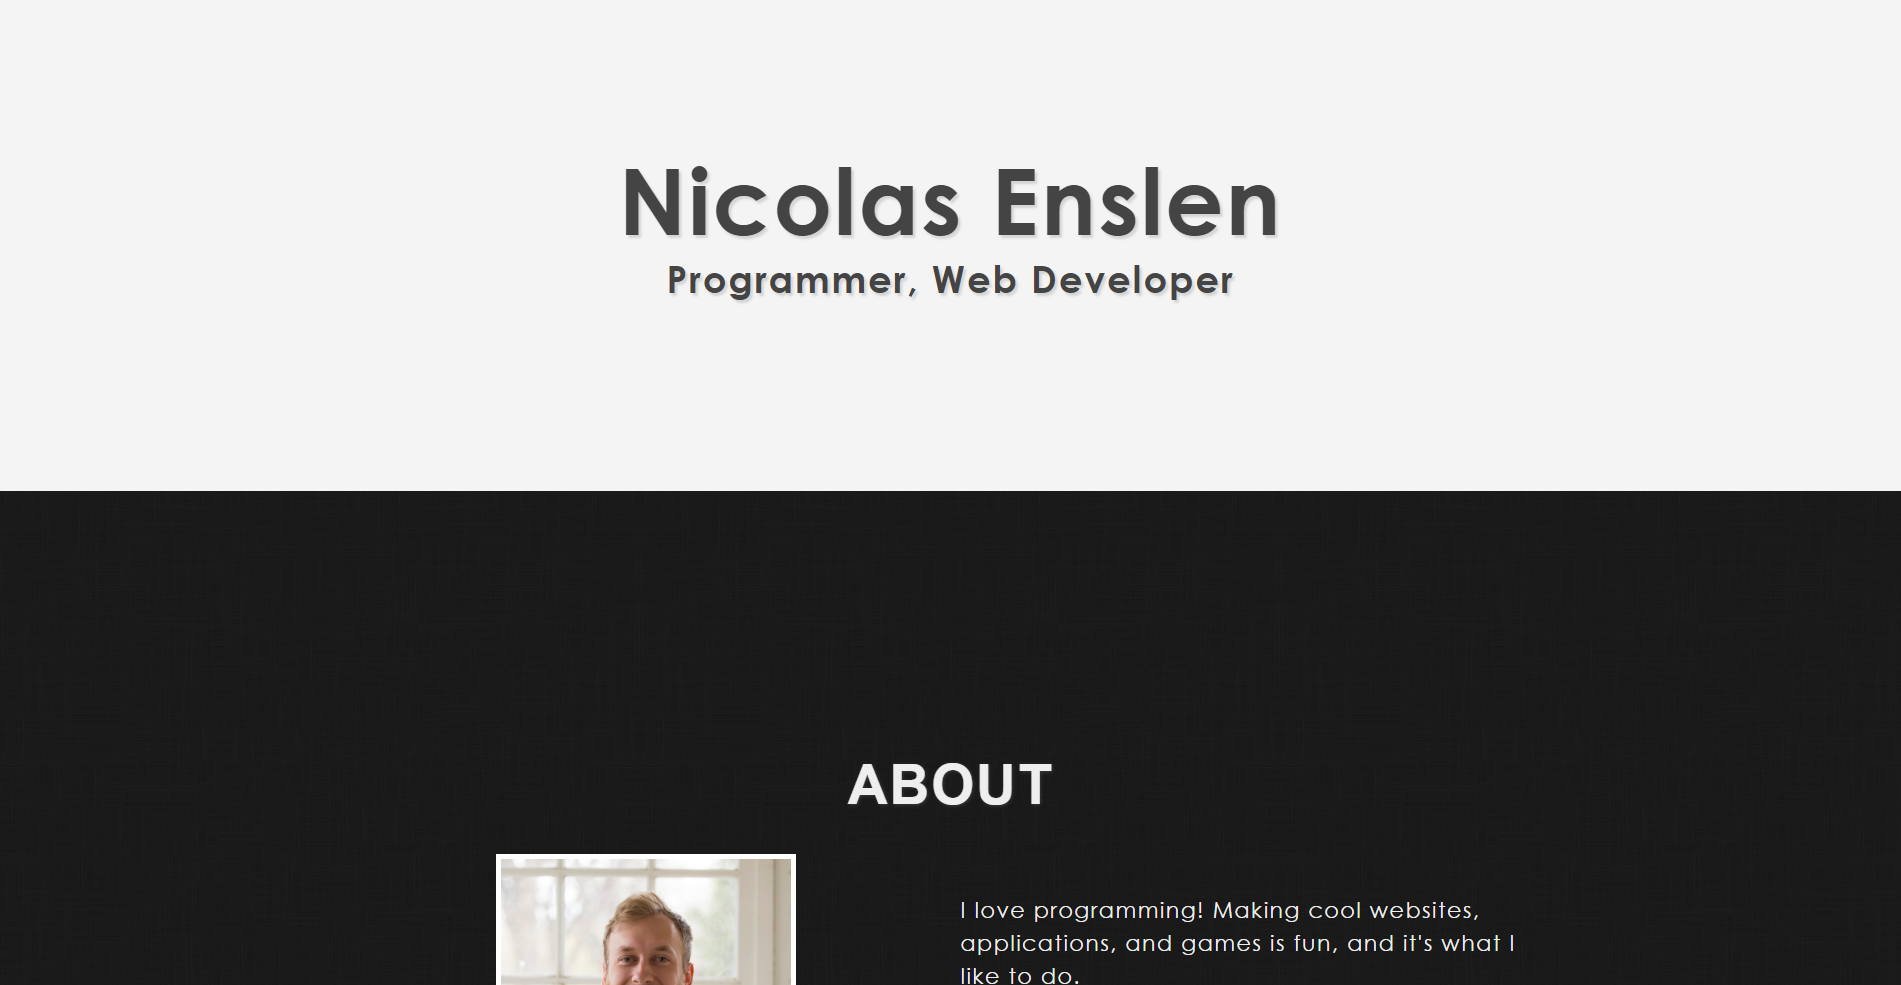 Nicolas Enslen
Programmer, Web Developer
ABOUT
I love programming! Making cool websites,
applications, and games is fun, and it's what I
like to do.